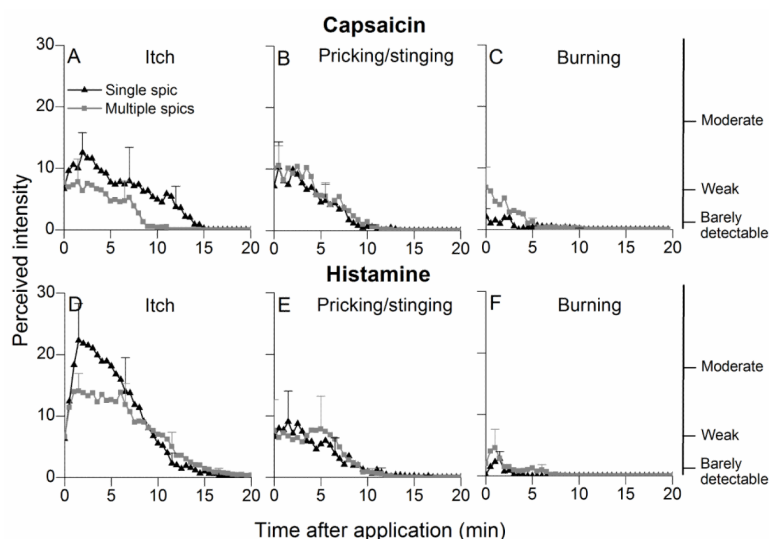 Capsaicin
30
A
Itch
B
Pricking/stinging
C
Burning
Single spic
Multiple spics
20
10
0
0 5 10 15 20
0 5 10 15 20
0 5 10 15 20
Moderate
Weak
Barely
detectable
Perceived intensity
Histamine
30
D
Itch
E
Pricking/stinging
F
Burning
20
10
0
0 5 10 15 20
0 5 10 15 20
0 5 10 15 20
Moderate
Weak
Barely
detectable
Time after application (min)